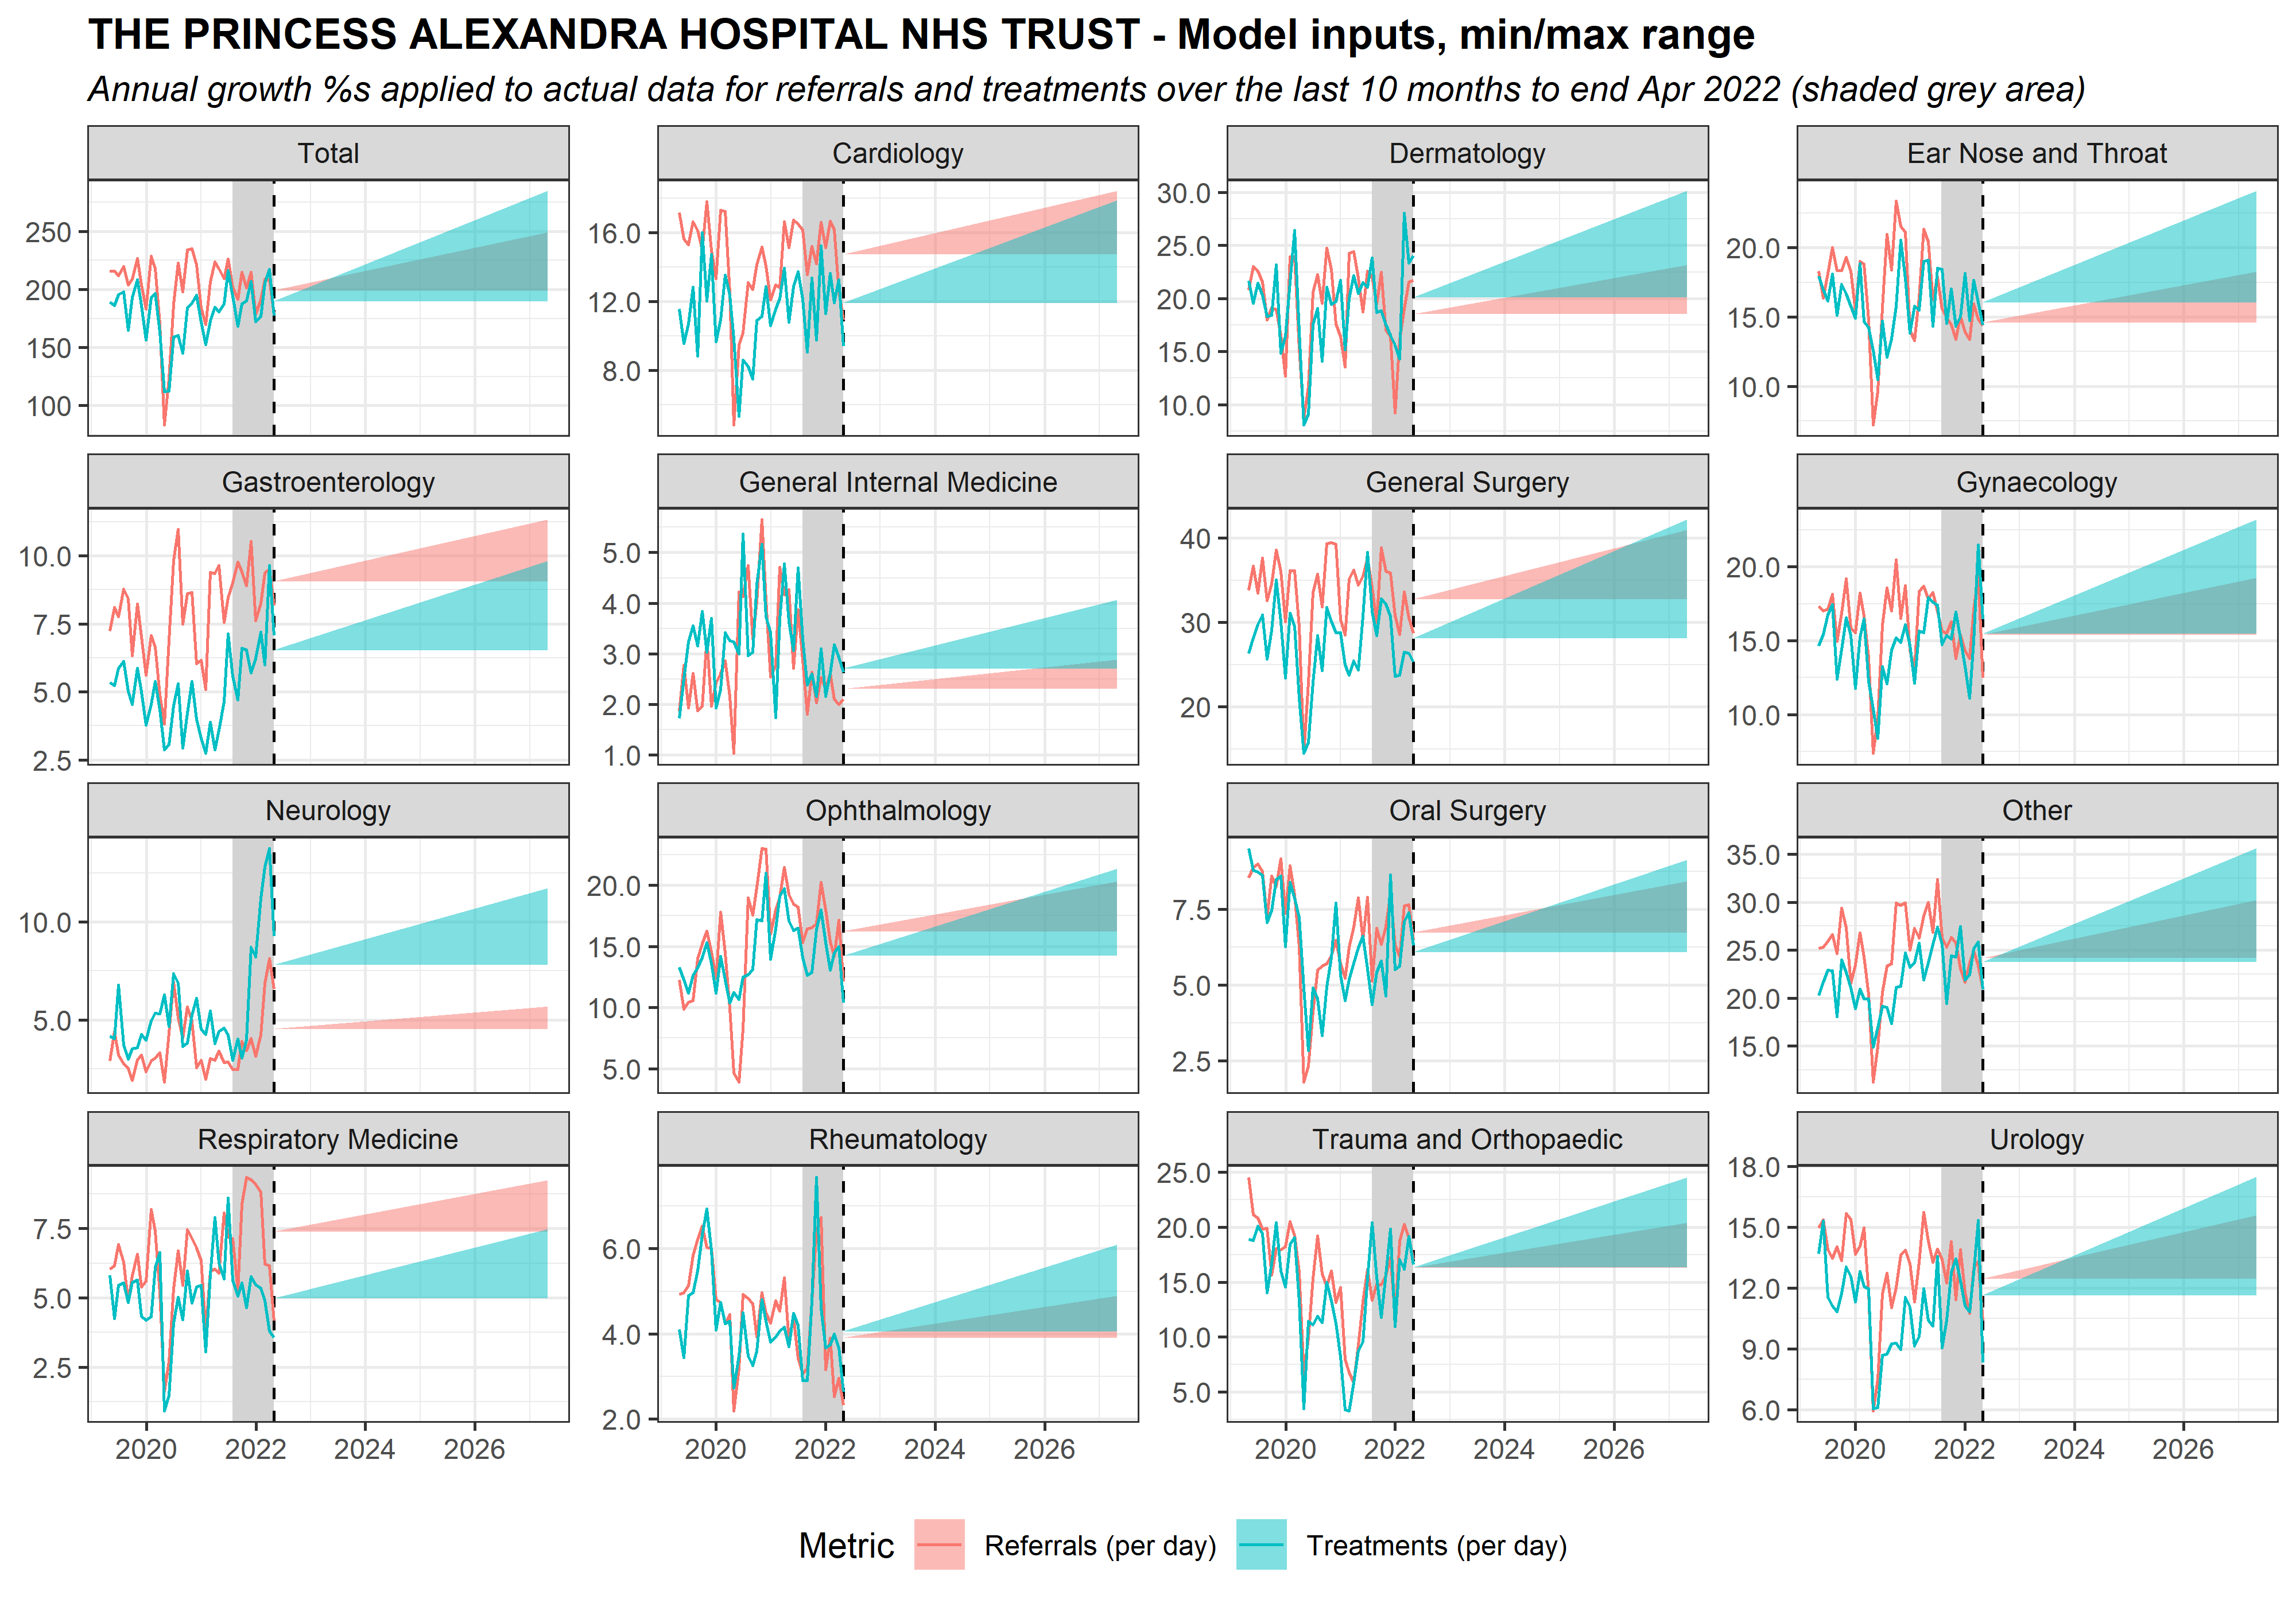 THE PRINCESS ALEXANDRA HOSPITAL NHS TRUST - Model inputs, min/max range
Annual growth %s applied to actual data for referrals and treatments over the last 10 months to end Apr 2022 (shaded grey area)
Total
Cardiology
Dermatology
Ear Nose and Throat
250
200
150
100
16.0
12.0
8.0
30.0
25.0
20.0
15.0
10.0
20.0
15.0
10.0
Gastroenterology
General Internal Medicine
General Surgery
Gynaecology
10.0
7.5
5.0
2.5
5.0
4.0
3.0
2.0
1.0
40
30
20
20.0
15.0
10.0
Neurology
Ophthalmology
Oral Surgery
Other
10.0
5.0
20.0
15.0
10.0
5.0
7.5
5.0
2.5
35.0
30.0
25.0
20.0
15.0
Respiratory Medicine
Rheumatology
Trauma and Orthopaedic
Urology
7.5
5.0
2.5
6.0
4.0
2.0
25.0
20.0
15.0
10.0
5.0
18.0
15.0
12.0
9.0
6.0
2020 2022 2024 2026
2020 2022 2024 2026
2020 2022 2024 2026
2020 2022 2024 2026
Metric Referrals (per day) Treatments (per day)